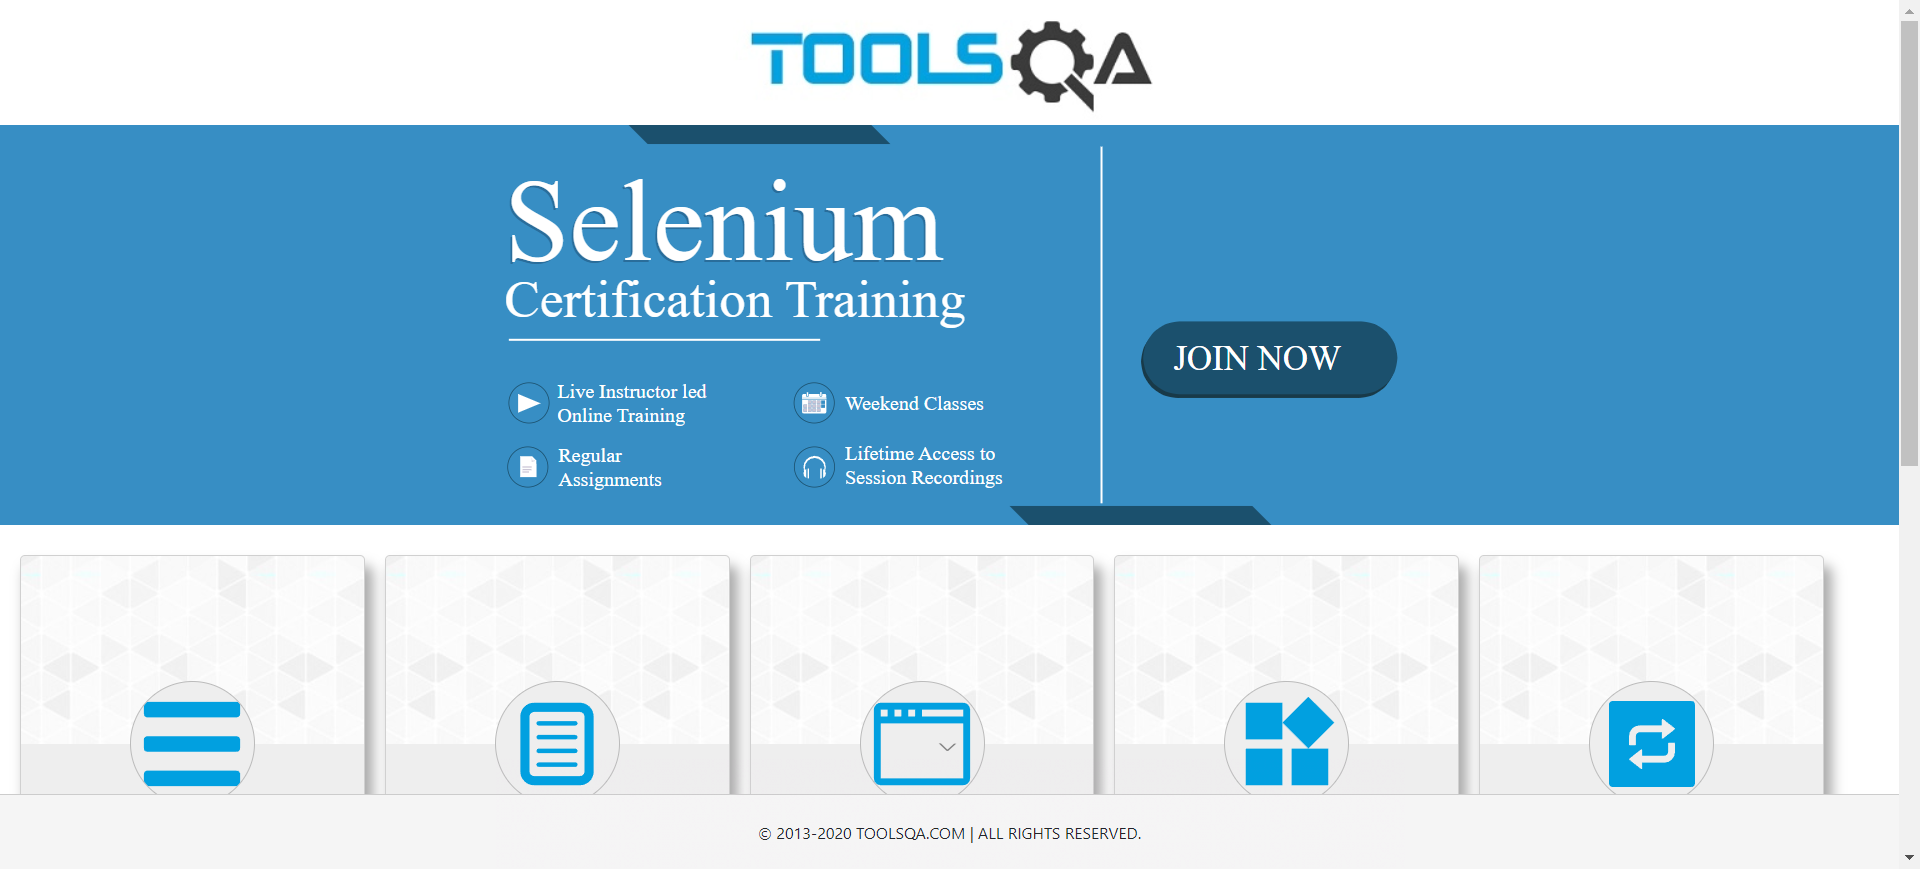 TOOLSQA
Selenium
Certification Training
Live Instructor led
Online Training
Weekend Classes
Regular
Assignments
Lifetime Access to
Session Recordings
JOIN NOW
© 2013-2020 TOOLSQA.COM | ALL RIGHTS RESERVED.